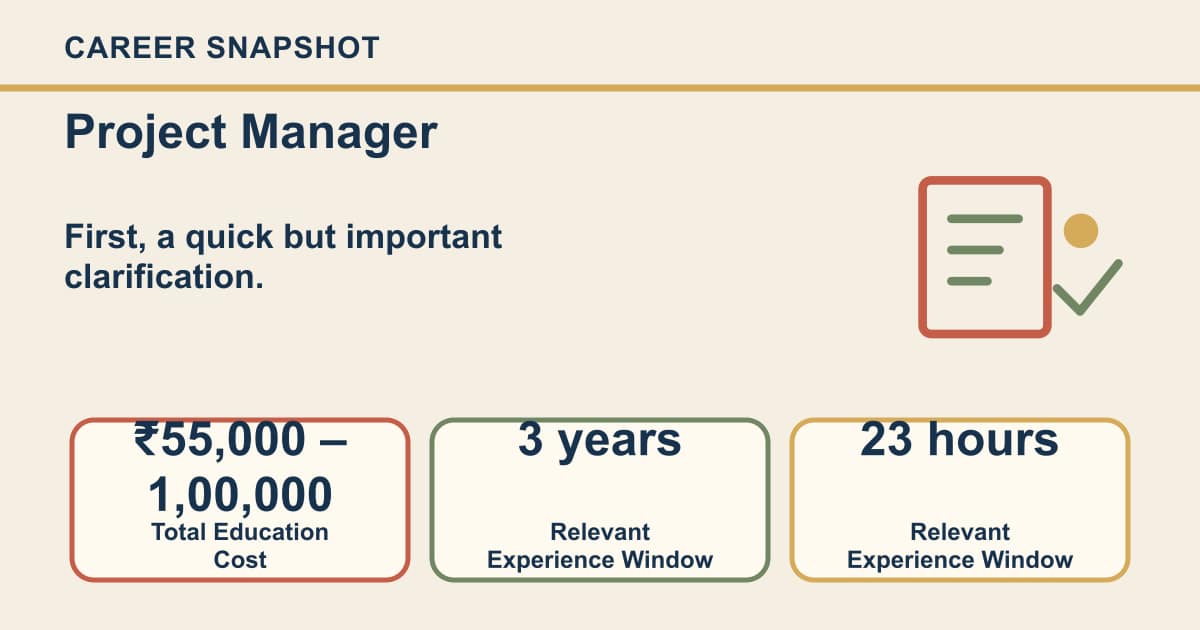 CAREER SNAPSHOT
Project Manager
First, a quick but important
clarification.
₹55,000 –
1,00,000
Total Education
Cost
3 years
Relevant
Experience Window
23 hours
Relevant
Experience Window